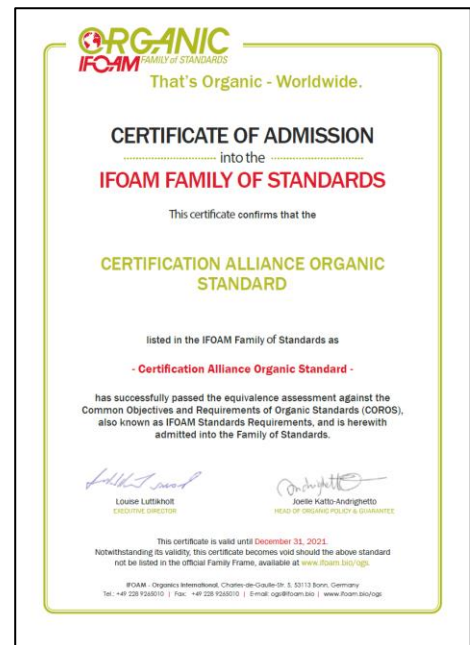 ORGANIC
IFOAM FAMILY of STANDARDS
That's Organic - Worldwide.
CERTIFICATE OF ADMISSION
into the
IFOAM FAMILY OF STANDARDS
This certificate confirms that the
CERTIFICATION ALLIANCE ORGANIC
STANDARD
listed in the IFOAM Family of Standards as
- Certification Alliance Organic Standard -
has successfully passed the equivalence assessment against the
Common Objectives and Requirements of Organic Standards (COROS),
also known as IFOAM Standards Requirements, and is herewith
admitted into the Family of Standards.
Louise Luttikholt
EXECUTIVE DIRECTOR
Joelle Katto-Andrighetto
HEAD OF ORGANIC POLICY & GUARANTEE
This certificate is valid until December 31, 2021.
Notwithstanding its validity, this certificate becomes void should the above standard
not be listed in the official Family Frame, available at www.ifoam.bio/ogs
IFOAM - Organics International, Charles-de-Gaulle-Str. 5, 53113 Bonn, Germany
Tel.: +49 228 9265010 | Fax: +49 228 9265010 | E-mail: ogs@ifoam.bio | www.ifoam.bio/ogs